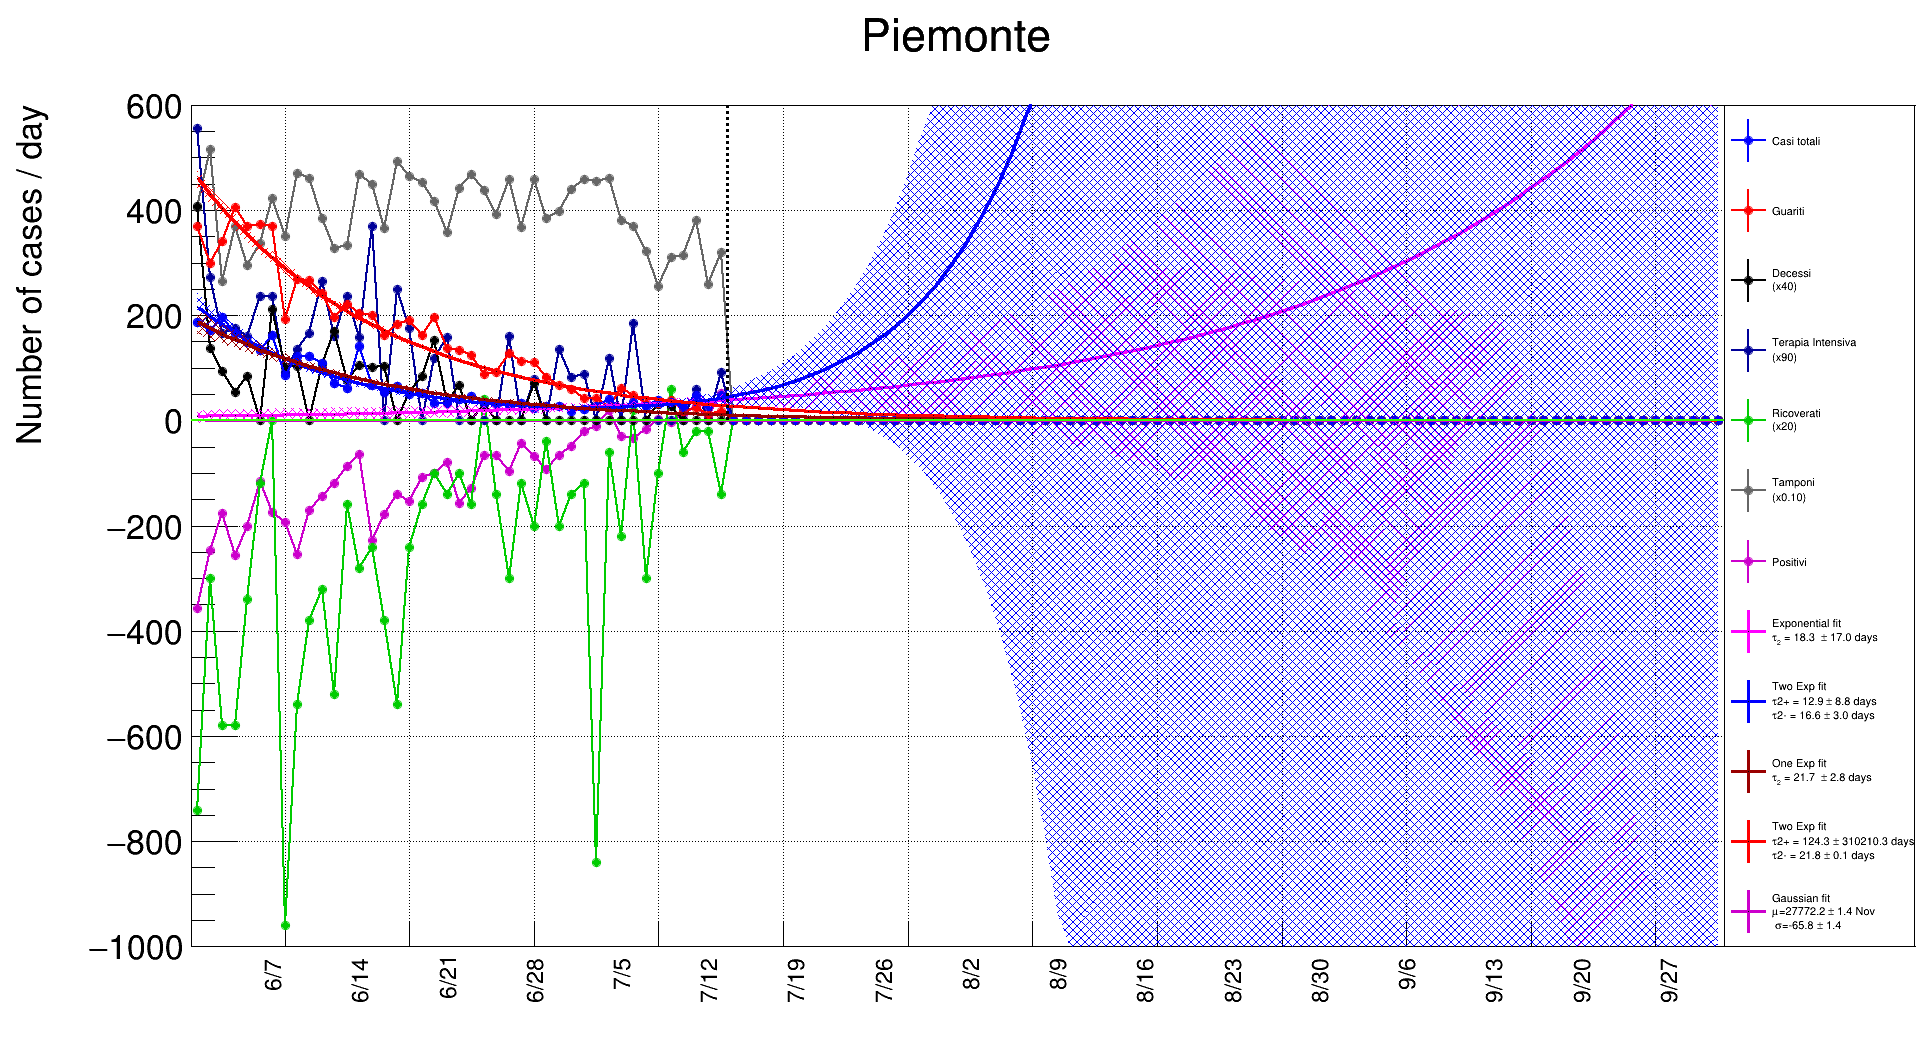 Piemonte
Number of cases / day
600
400
200
0
−200
−400
−600
−800
−1000
6/7
6/14
6/21
6/28
7/5
7/12
7/19
7/26
8/2
8/9
8/16
8/23
8/30
9/6
9/13
9/20
9/27
Casi totali
Guariti
Decessi
(x40)
Terapia Intensiva
(x90)
Ricoverati
(x20)
Tamponi
(x0.10)
Positivi
Exponential fit
τ2 = 18.3 ± 17.0 days
Two Exp fit
τ2+ = 12.9 ± 8.8 days
τ2- = 16.6 ± 3.0 days
One Exp fit
τ2 = 21.7 ± 2.8 days
Two Exp fit
τ2+ = 124.3 ± 310210.3 days
τ2- = 21.8 ± 0.1 days
Gaussian fit
μ=27772.2 ± 1.4 Nov
σ=-65.8 ± 1.4